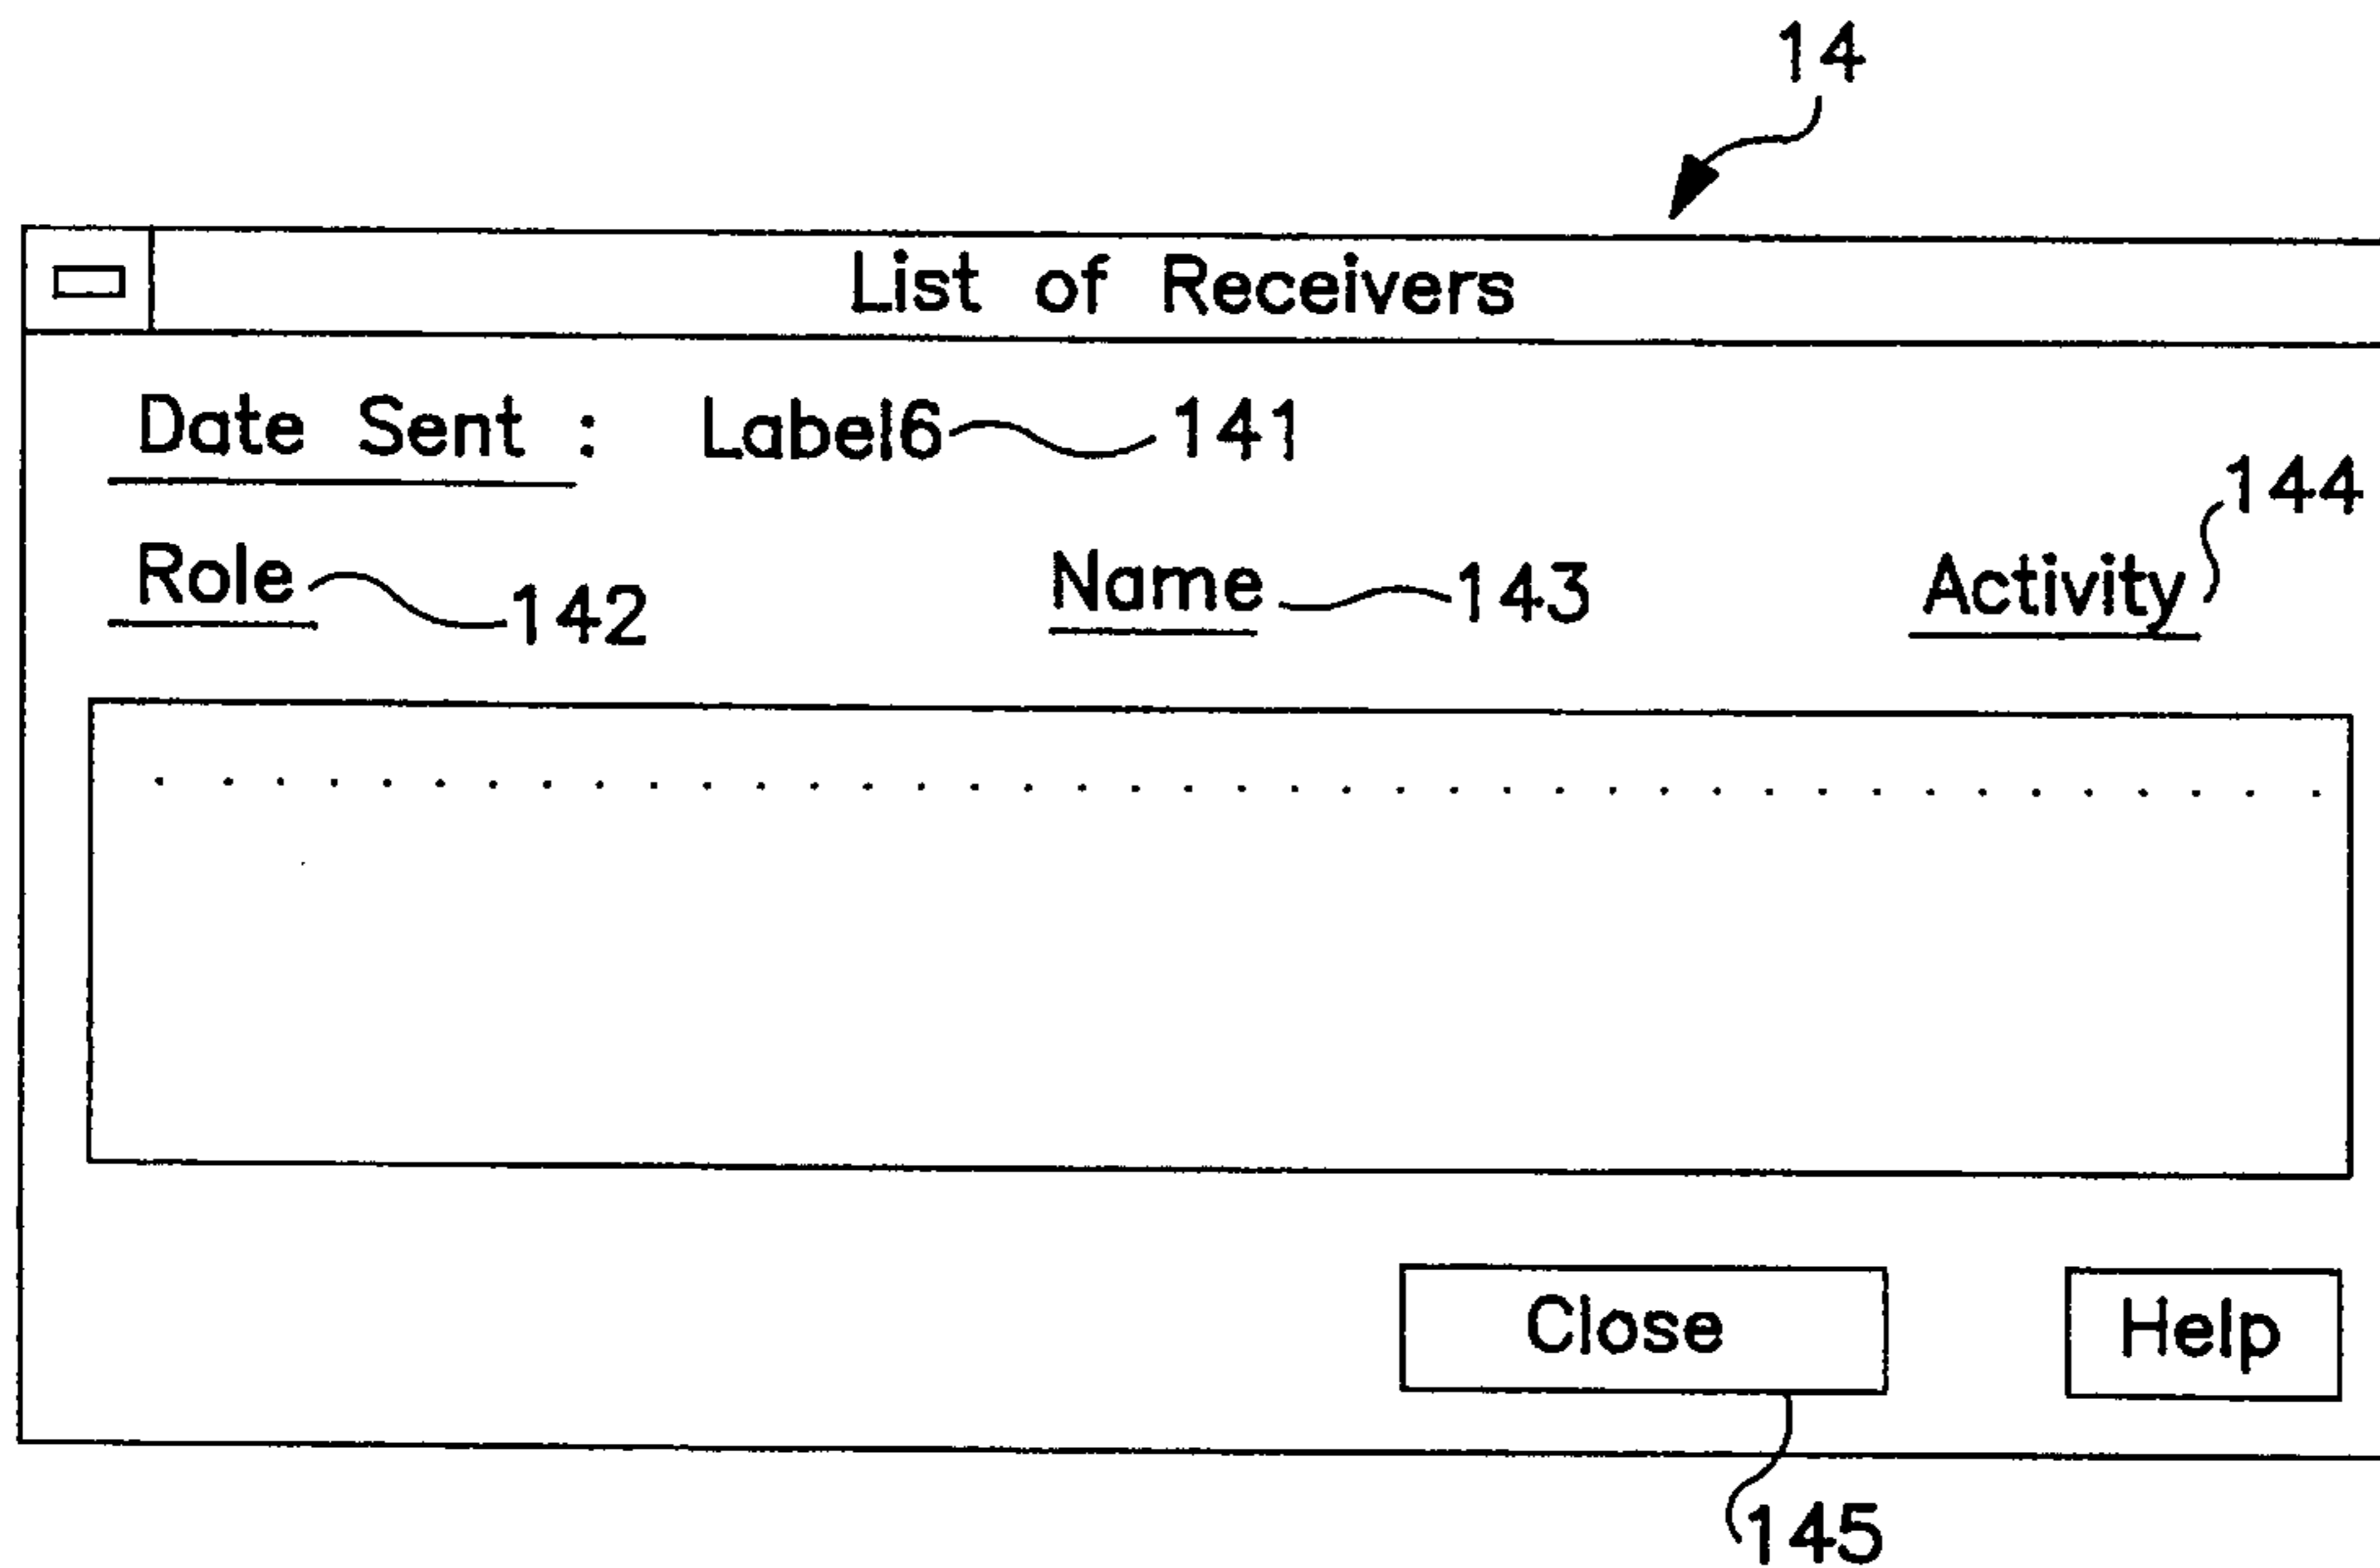 14
List of Receivers
Date Sent : Label6 141
144
Role 142 Name 143 Activity
Close Help
145